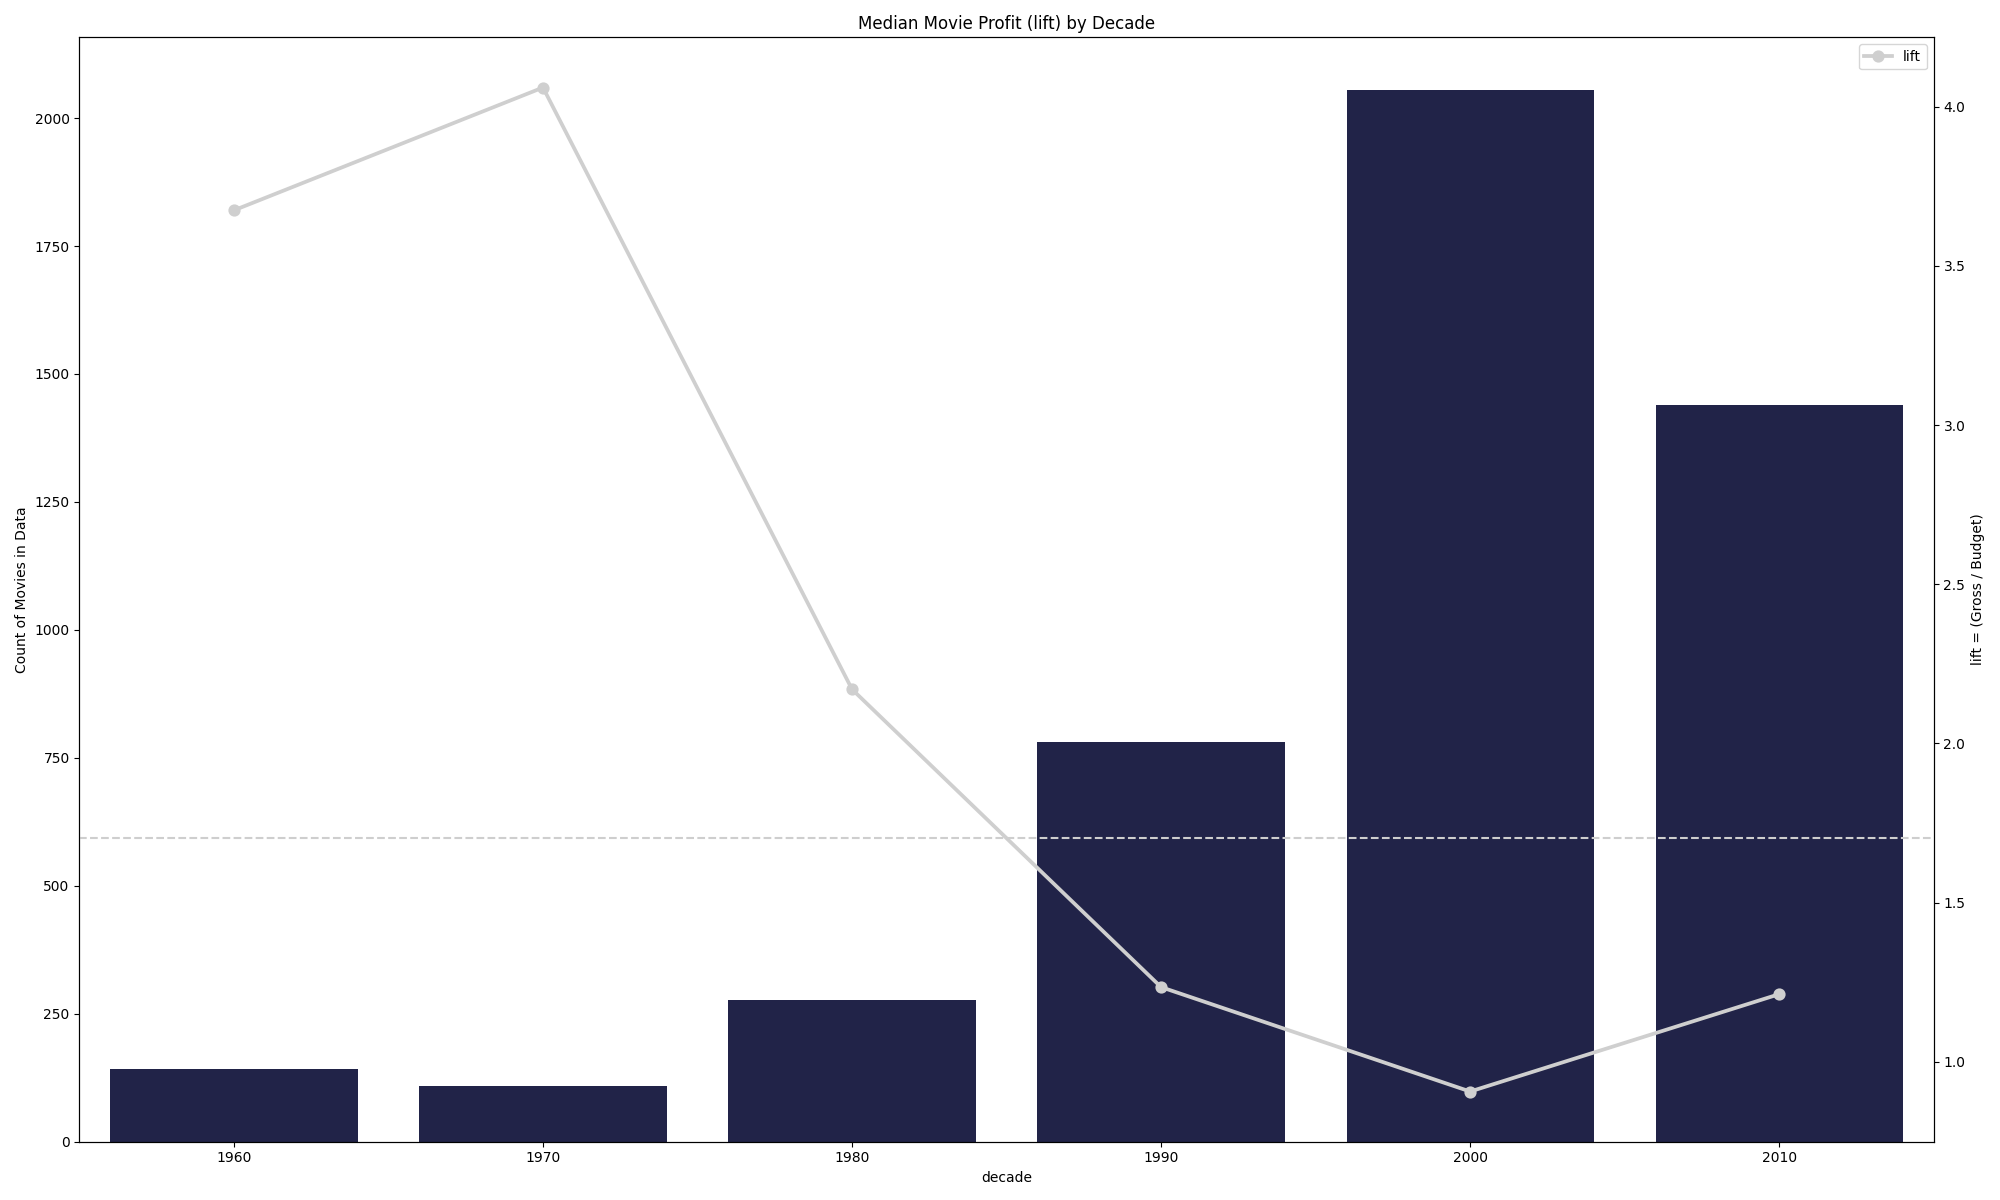 Median Movie Profit (lift) by Decade
lift
2000
1750
1500
1250
1000
750
500
250
0
Count of Movies in Data
4.0
3.5
3.0
2.5
2.0
1.5
1.0
lift = (Gross / Budget)
1960 1970 1980 1990 2000 2010
decade